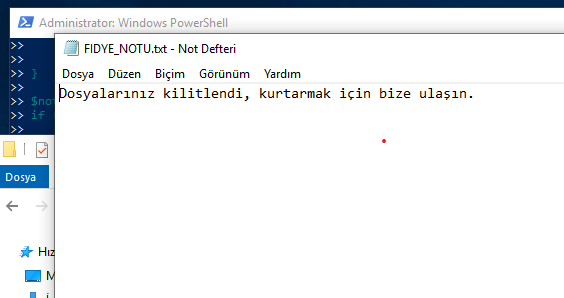 Administrator: Windows PowerShell
>>
>>
>> }
>>
>> $not
>> if
>>
FIDYE_NOTU.txt - Not Defteri
Dosya Düzen Biçim Görünüm Yardım
Dosyalarınız kilitlendi, kurtarmak için bize ulaşın.
Dosya
Hız